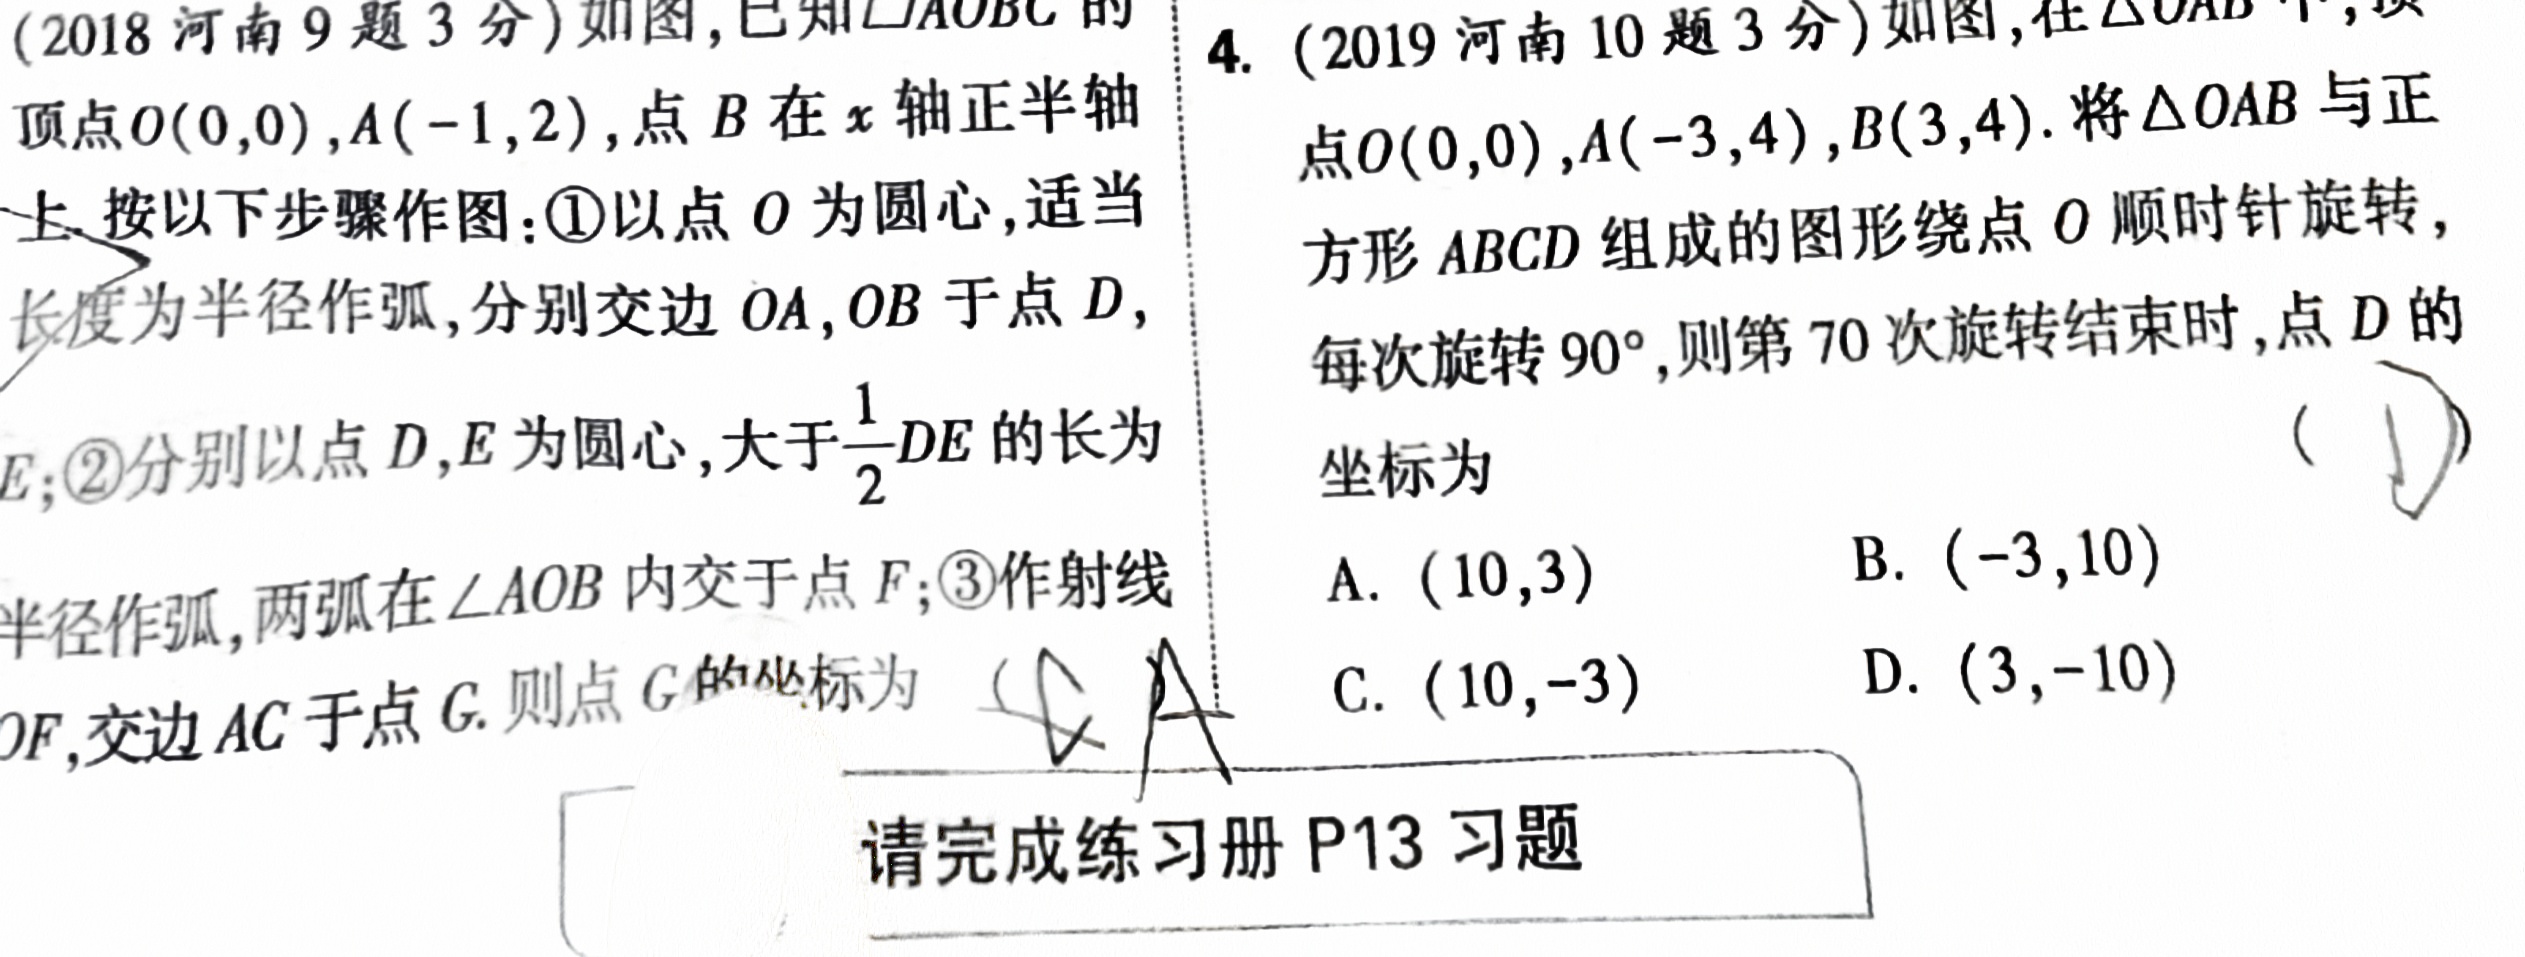 (2018 河南 9 题 3 分)如图,已知▱AOBC 的
顶点O(0,0),A(-1,2),点 B 在 x 轴正半轴
上.按以下步骤作图:①以点 O 为圆心,适当
长度为半径作弧,分别交边 OA,OB 于点 D,
E;②分别以点 D,E 为圆心,大于\frac{1}{2}DE 的长为
半径作弧,两弧在∠AOB 内交于点 F;③作射线
OF,交边 AC 于点 G.则点 G 的坐标为 ( A
4. (2019 河南 10 题 3 分)如图,在△OAB 中,顶
点O(0,0),A(-3,4),B(3,4).将△OAB 与正
方形 ABCD 组成的图形绕点 O 顺时针旋转,
每次旋转 90°,则第 70 次旋转结束时,点 D 的
坐标为 ( D )
A. (10,3) B. (-3,10)
C. (10,-3) D. (3,-10)
请完成练习册 P13 习题